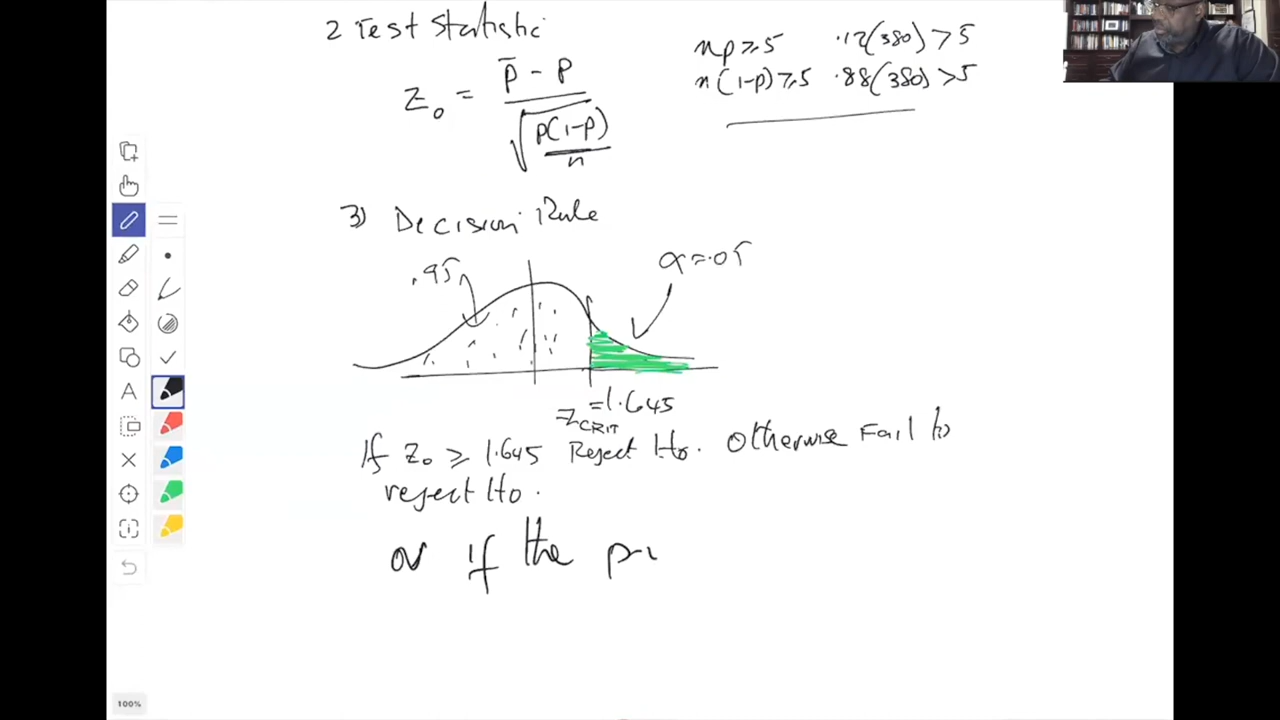 2 Test Statistic
Z₀ = p̄ - p / √(p(1-p)/n)
np ≥ 5 .12(380) > 5
n(1-p) ≥ 5 .88(380) > 5
3) Decision Rule
.95
α = .05
Z_CRIT = 1.645
If Z₀ ≥ 1.645 Reject Ho. Otherwise Fail to
reject Ho.
or if the p-v
A
100%